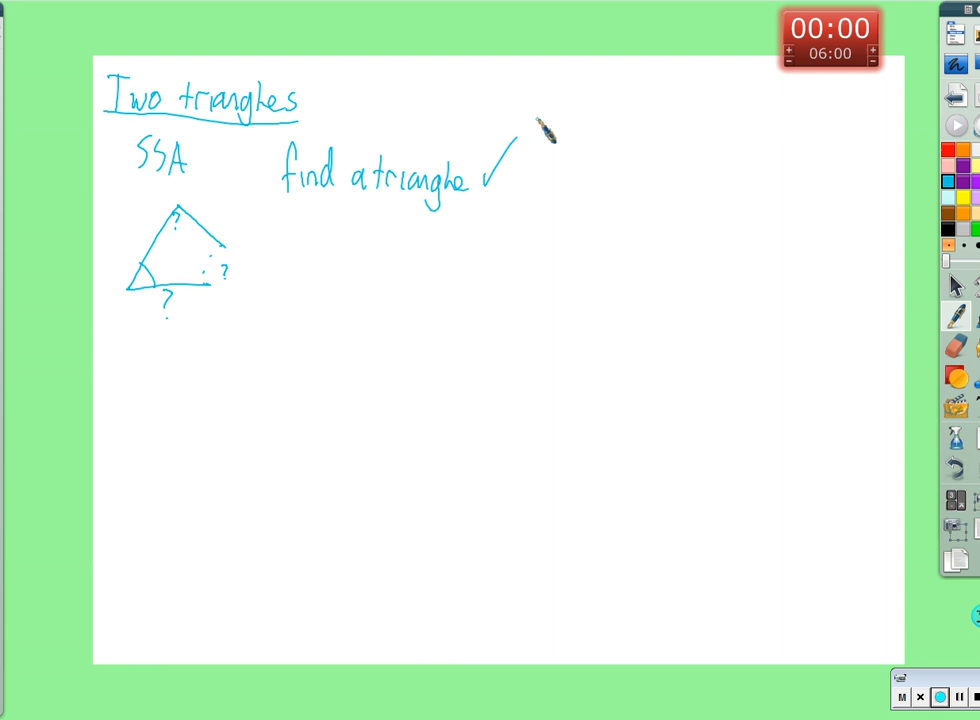 00:00
06:00
Two triangles
SSA
find a triangle ✓
?
?
?
M